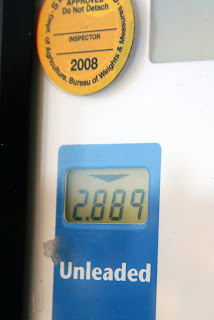 APPROVED
Do Not Detach
INSPECTOR
2008
Dept. of Agriculture, Bureau of Weights & Measures
2.889
Unleaded